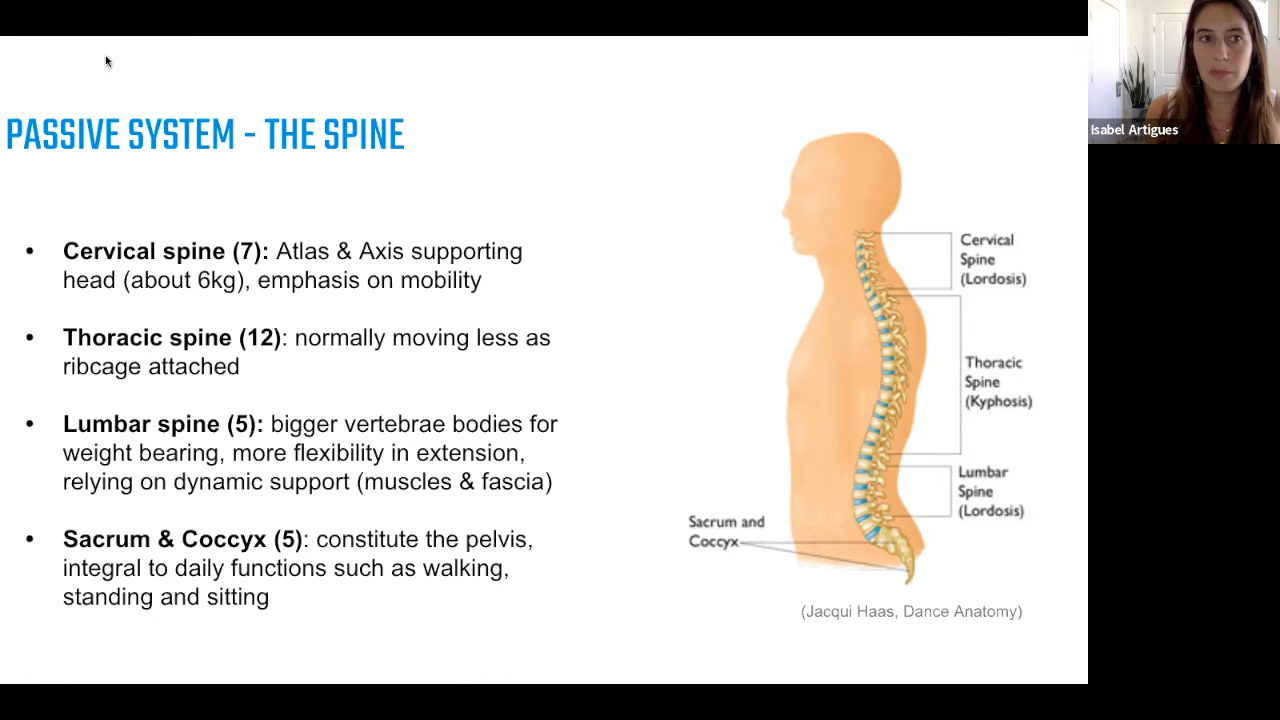 Isabel Artigues
PASSIVE SYSTEM - THE SPINE
• Cervical spine (7): Atlas & Axis supporting
head (about 6kg), emphasis on mobility
• Thoracic spine (12): normally moving less as
ribcage attached
• Lumbar spine (5): bigger vertebrae bodies for
weight bearing, more flexibility in extension,
relying on dynamic support (muscles & fascia)
• Sacrum & Coccyx (5): constitute the pelvis,
integral to daily functions such as walking,
standing and sitting
Cervical
Spine
(Lordosis)
Thoracic
Spine
(Kyphosis)
Lumbar
Spine
(Lordosis)
Sacrum and
Coccyx
(Jacqui Haas, Dance Anatomy)